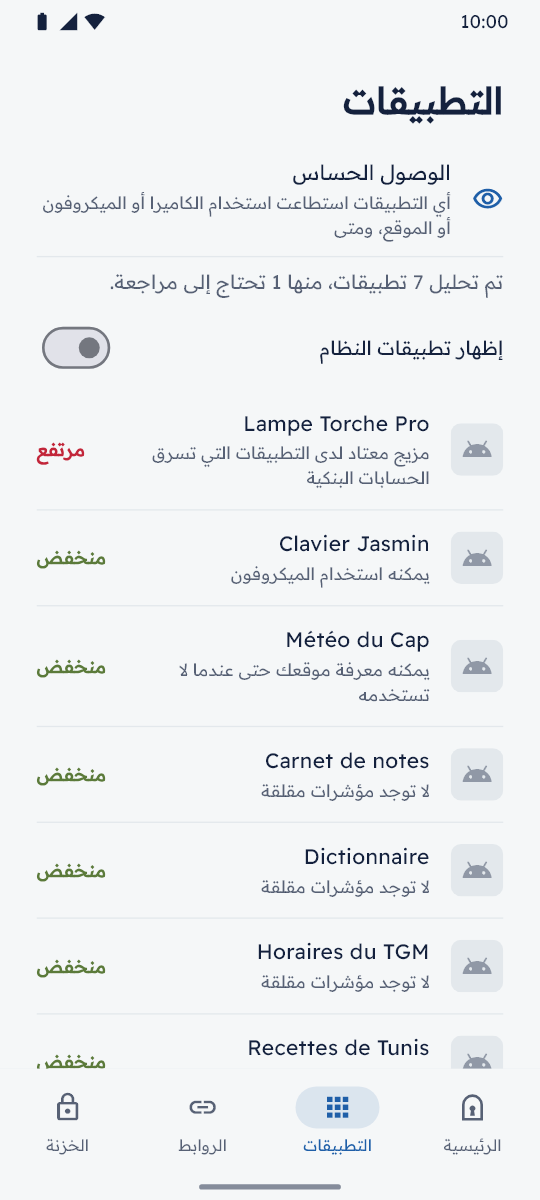 10:00
التطبيقات
الوصول الحساس
أي التطبيقات استطاعت استخدام الكاميرا أو الميكروفون
أو الموقع، ومتى
تم تحليل 7 تطبيقات، منها 1 تحتاج إلى مراجعة.
إظهار تطبيقات النظام
Lampe Torche Pro
مزيج معتاد لدى التطبيقات التي تسرق
الحسابات البنكية
مرتفع
Clavier Jasmin
يمكنه استخدام الميكروفون
منخفض
Météo du Cap
يمكنه معرفة موقعك حتى عندما لا
تستخدمه
منخفض
Carnet de notes
لا توجد مؤشرات مقلقة
منخفض
Dictionnaire
لا توجد مؤشرات مقلقة
منخفض
Horaires du TGM
لا توجد مؤشرات مقلقة
منخفض
Recettes de Tunis
منخفض
الرئيسية
التطبيقات
الروابط
الخزنة